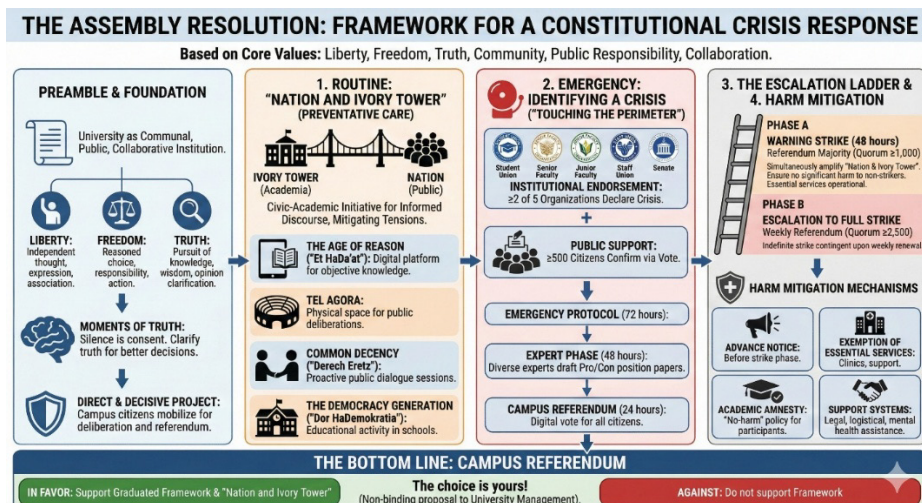 THE ASSEMBLY RESOLUTION: FRAMEWORK FOR A CONSTITUTIONAL CRISIS RESPONSE
Based on Core Values: Liberty, Freedom, Truth, Community, Public Responsibility, Collaboration.
PREAMBLE & FOUNDATION
University as Communal,
Public, Collaborative Institution.
LIBERTY:
Independent
thought,
expression,
association.
FREEDOM:
Reasoned
choice,
responsibility,
action.
TRUTH:
Pursuit of
knowledge,
wisdom, opinion
clarification.
MOMENTS OF TRUTH:
Silence is consent. Clarify
truth for better decisions.
DIRECT & DECISIVE PROJECT:
Campus citizens mobilize for
deliberation and referendum.
1. ROUTINE:
"NATION AND IVORY TOWER"
(PREVENTATIVE CARE)
IVORY TOWER
(Academia)
NATION
(Public)
Civic-Academic Initiative for Informed
Discourse, Mitigating Tensions.
THE AGE OF REASON
("Et HaDa'at"): Digital platform
for objective knowledge.
TEL AGORA:
Physical space for public
deliberations.
COMMON DECENCY
("Derech Eretz"):
Proactive public dialogue sessions.
THE DEMOCRACY GENERATION
("Dor HaDemokratia"):
Educational activity in schools.
2. EMERGENCY:
IDENTIFYING A CRISIS
("TOUCHING THE PERIMETER")
Student
Union
Senior
Faculty
Junior
Faculty
Staff
Union
Senate
INSTITUTIONAL ENDORSEMENT:
≥2 of 5 Organizations Declare Crisis.
+
PUBLIC SUPPORT:
≥500 Citizens Confirm via Vote.
EMERGENCY PROTOCOL (72 hours):
EXPERT PHASE (48 hours):
Diverse experts draft Pro/Con position papers.
CAMPUS REFERENDUM (24 hours):
Digital vote for all citizens.
3. THE ESCALATION LADDER &
4. HARM MITIGATION
PHASE A
WARNING STRIKE (48 hours)
Referendum Majority (Quorum ≥1,000)
Simultaneously amplify "Nation & Ivory Tower".
Ensure no significant harm to non-strikers.
Essential services operational.
PHASE B
ESCALATION TO FULL STRIKE
Weekly Referendum (Quorum ≥2,500)
Indefinite strike contingent upon weekly renewal.
HARM MITIGATION MECHANISMS
ADVANCE NOTICE:
Before strike phase.
EXEMPTION OF
ESSENTIAL SERVICES:
Clinics, support.
ACADEMIC AMNESTY:
"No-harm" policy for
participants.
SUPPORT SYSTEMS:
Legal, logistical, mental
health assistance.
THE BOTTOM LINE: CAMPUS REFERENDUM
IN FAVOR: Support Graduated Framework & "Nation and Ivory Tower"
The choice is yours!
(Non-binding proposal to University Management).
AGAINST: Do not support Framework